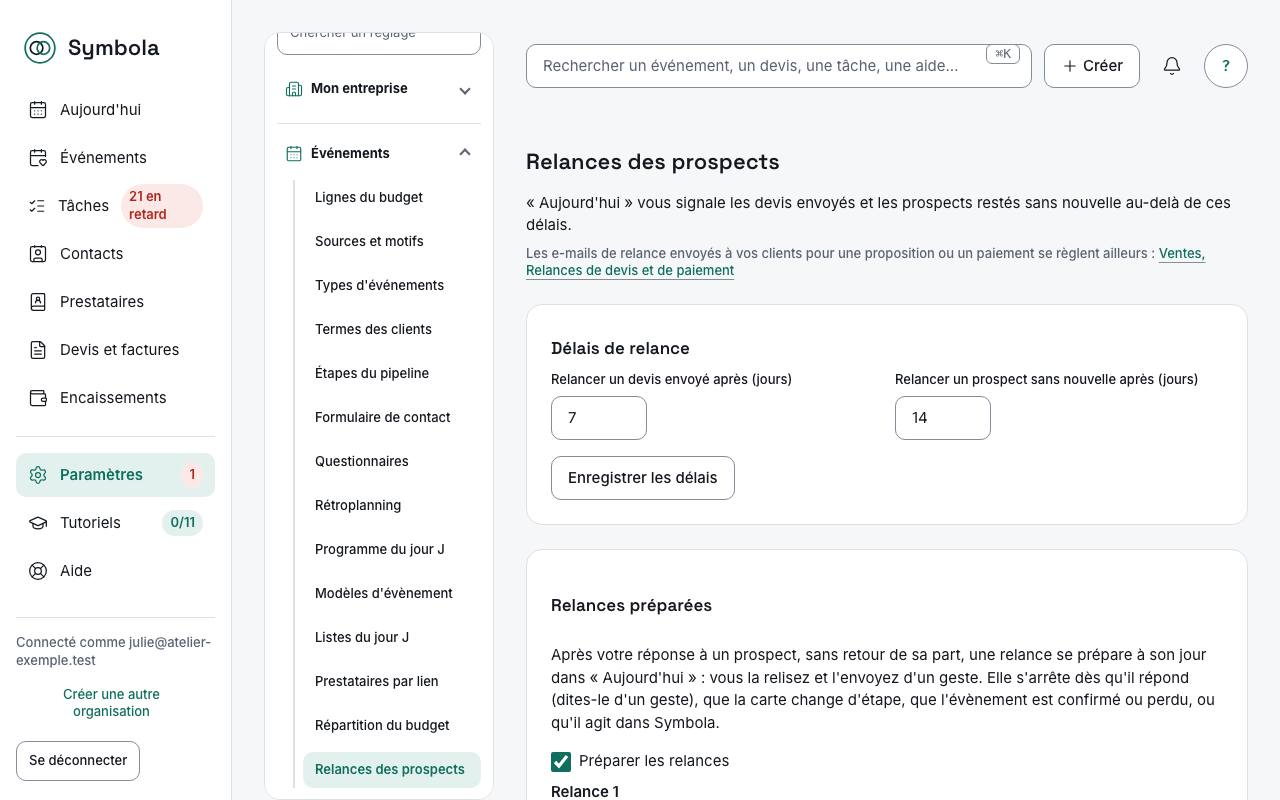 Symbola
Aujourd'hui
Événements
Tâches
21 en
retard
Contacts
Prestataires
Devis et factures
Encaissements
Paramètres
1
Tutoriels
0/11
Aide
Connecté comme julie@atelier-
exemple.test
Créer une autre
organisation
Se déconnecter
Chercher un réglage
Mon entreprise
Événements
Lignes du budget
Sources et motifs
Types d'événements
Termes des clients
Étapes du pipeline
Formulaire de contact
Questionnaires
Rétroplanning
Programme du jour J
Modèles d'évènement
Listes du jour J
Prestataires par lien
Répartition du budget
Relances des prospects
Rechercher un événement, un devis, une tâche, une aide...
⌘K
Créer
?
Relances des prospects
« Aujourd'hui » vous signale les devis envoyés et les prospects restés sans nouvelle au-delà de ces
délais.
Les e-mails de relance envoyés à vos clients pour une proposition ou un paiement se règlent ailleurs : Ventes,
Relances de devis et de paiement
Délais de relance
Relancer un devis envoyé après (jours)
7
Relancer un prospect sans nouvelle après (jours)
14
Enregistrer les délais
Relances préparées
Après votre réponse à un prospect, sans retour de sa part, une relance se prépare à son jour
dans « Aujourd'hui » : vous la relisez et l'envoyez d'un geste. Elle s'arrête dès qu'il répond
(dites-le d'un geste), que la carte change d'étape, que l'évènement est confirmé ou perdu, ou
qu'il agit dans Symbola.
Préparer les relances
Relance 1